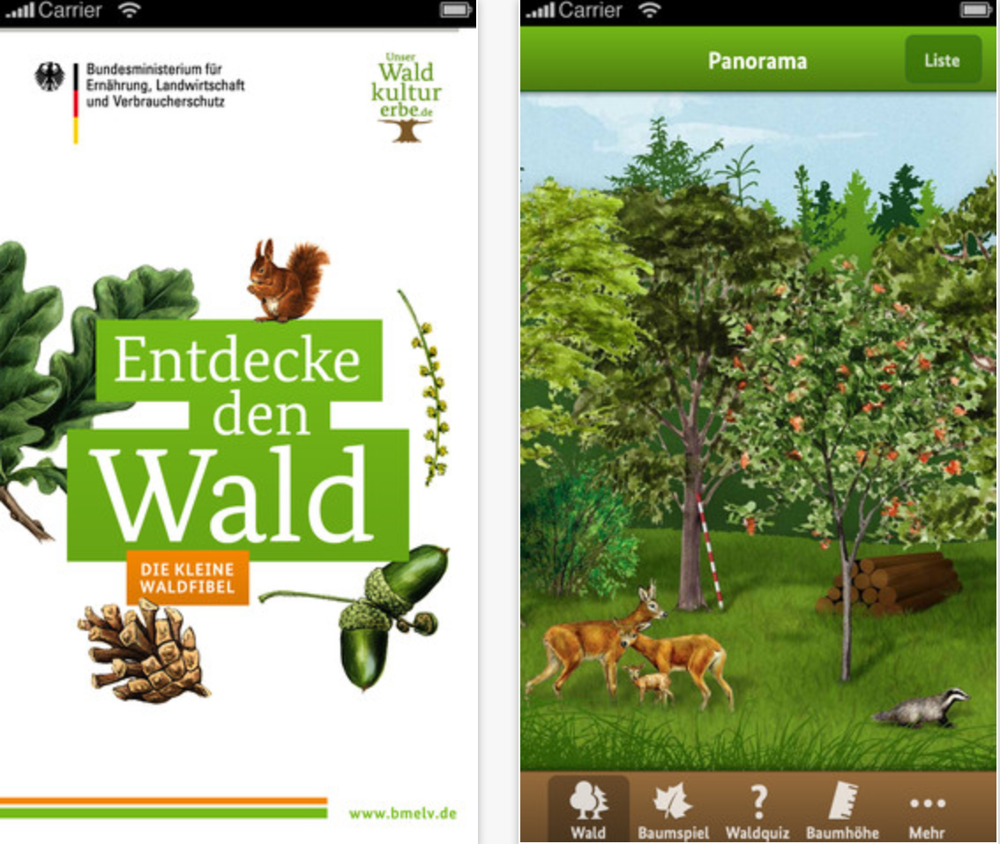 Carrier
Bundesministerium für
Ernährung, Landwirtschaft
und Verbraucherschutz
Unser
Wald
kultur
erbe.de
Entdecke
den
Wald
DIE KLEINE
WALDFIBEL
www.bmelv.de
Carrier
Panorama
Liste
Wald
Baumspiel
Waldquiz
Baumhöhe
Mehr